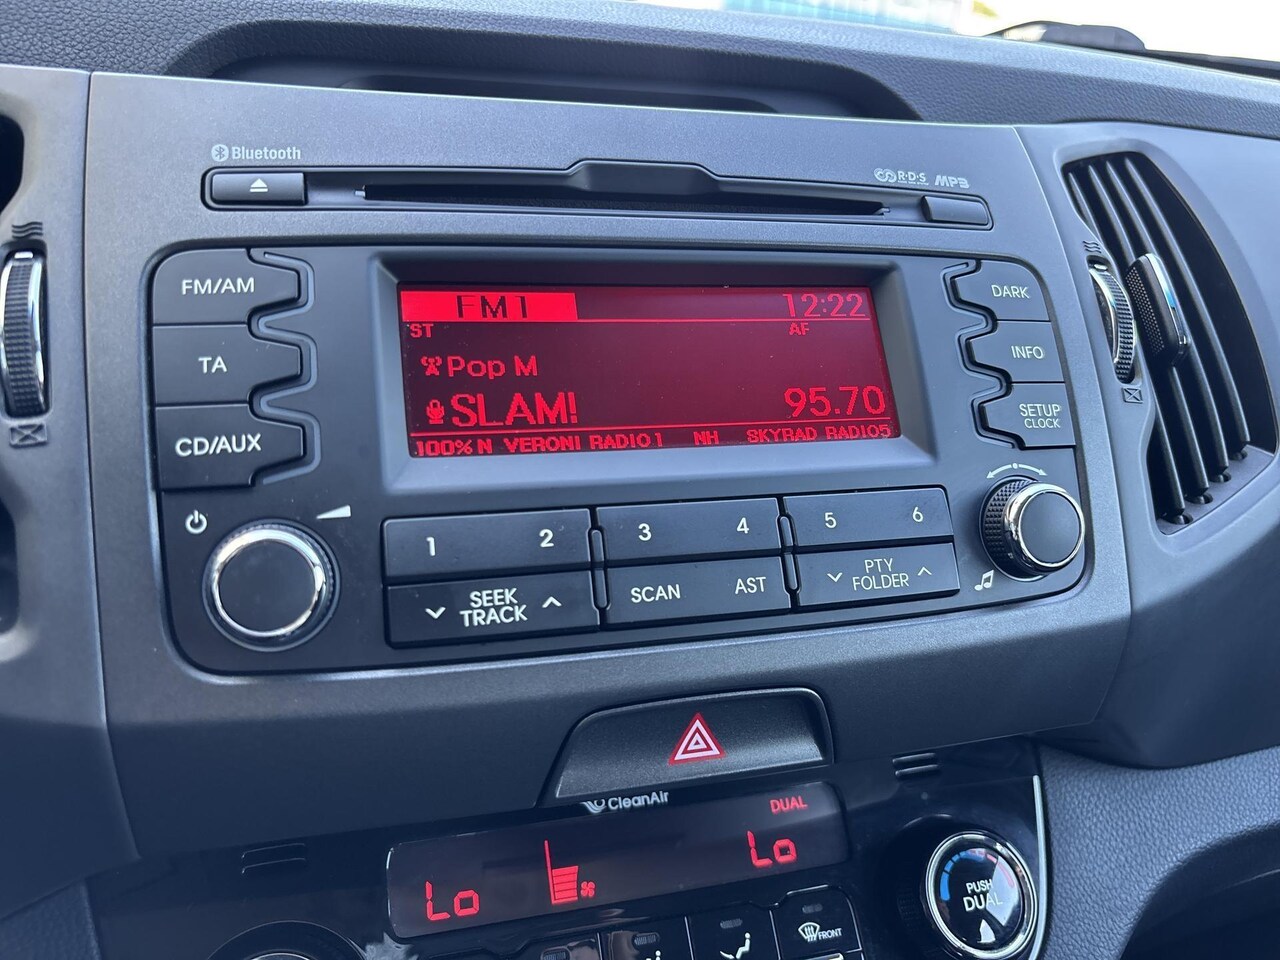 Bluetooth
R·D·S MP3
FM/AM
TA
CD/AUX
FM1 12:22
ST AF
Pop M
SLAM! 95.70
100% N VERONI RADIO 1 NH SKYRAD RADIO5
DARK
INFO
SETUP
CLOCK
1 2 3 4 5 6
SEEK
TRACK
SCAN AST
PTY
FOLDER
CleanAir
DUAL
Lo Lo
PUSH
DUAL
FRONT